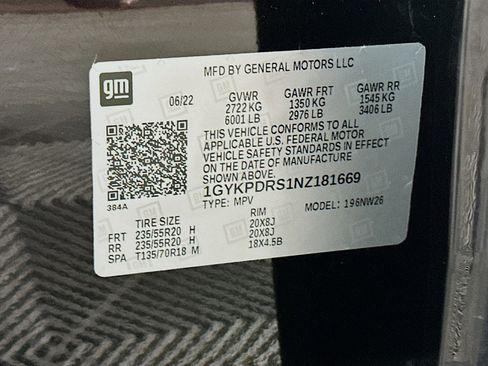 gm
MFD BY GENERAL MOTORS LLC
06/22 GVWR GAWR FRT GAWR RR
2722 KG 1350 KG 1545 KG
6001 LB 2976 LB 3406 LB
THIS VEHICLE CONFORMS TO ALL
APPLICABLE U.S. FEDERAL MOTOR
VEHICLE SAFETY STANDARDS IN EFFECT
ON THE DATE OF MANUFACTURE
SHOWN ABOVE.
1GYKPDRS1NZ181669
384A TYPE: MPV MODEL: 196NW26
TIRE SIZE RIM
FRT 235/55R20 H 20X8J
RR 235/55R20 H 20X8J
SPA T135/70R18 M 18X4.5B